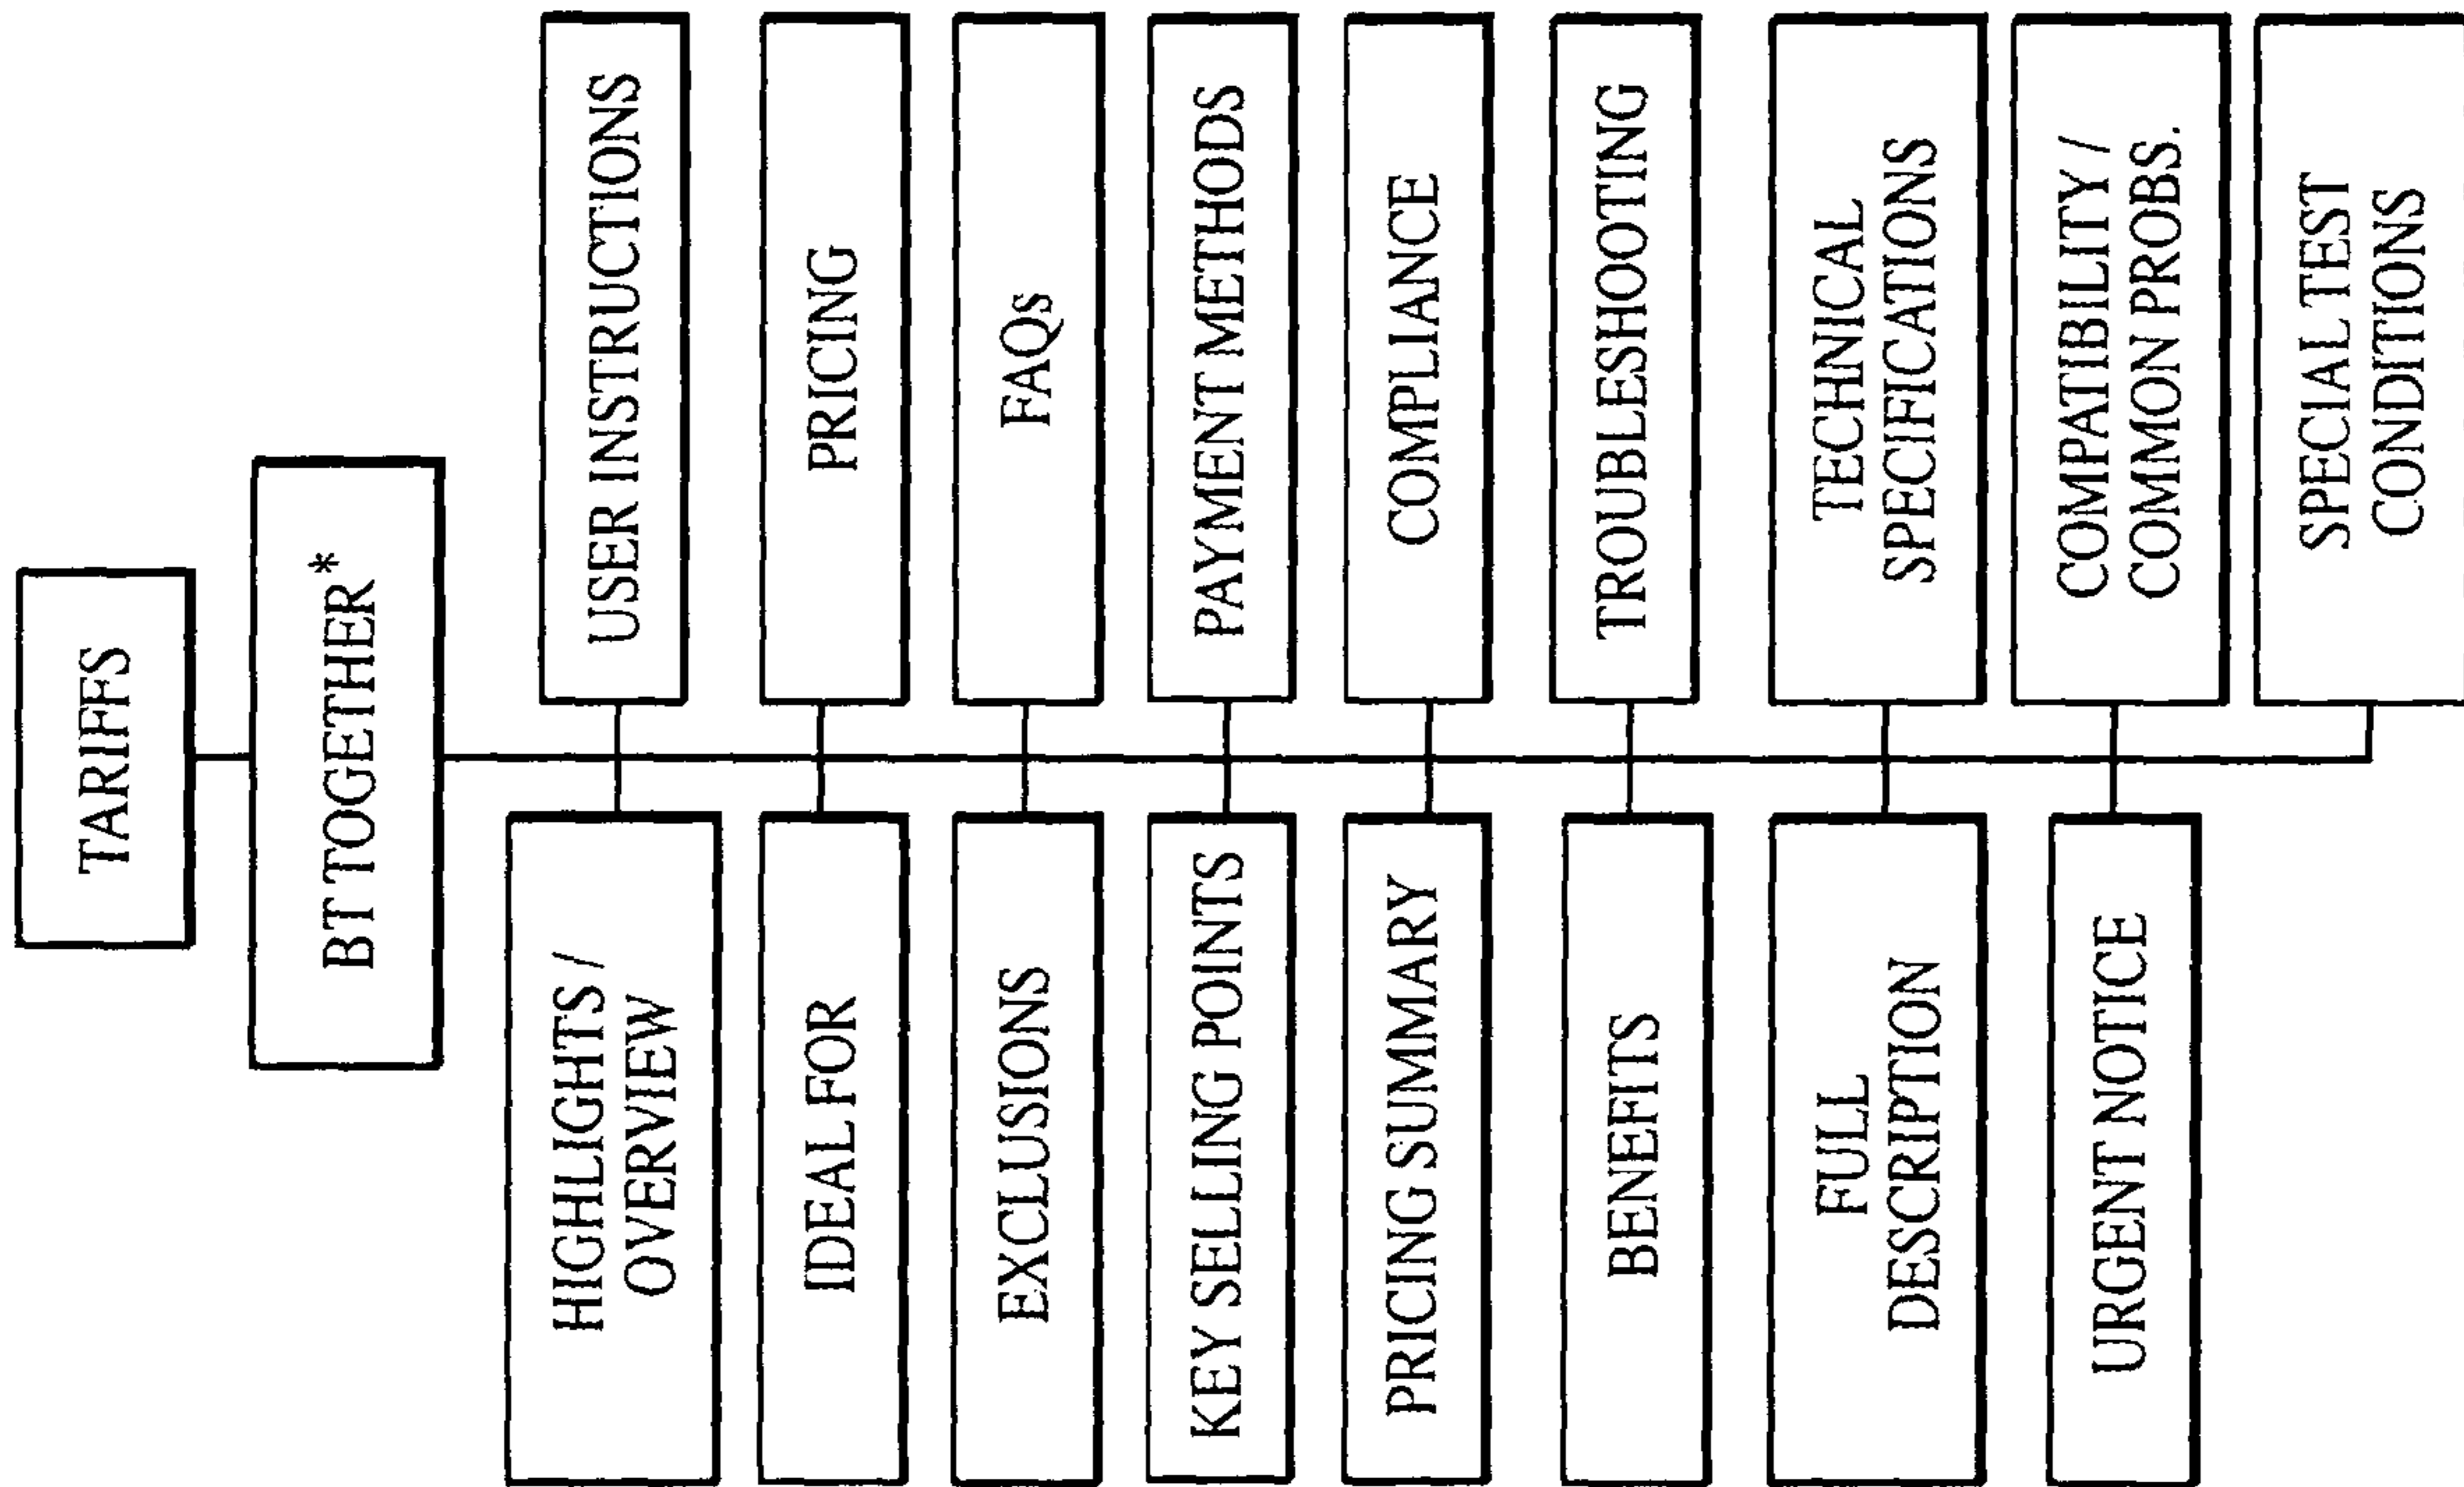 TARIFFS
BT TOGETHER*
HIGHLIGHTS /
OVERVIEW
USER INSTRUCTIONS
IDEAL FOR
PRICING
EXCLUSIONS
FAQs
KEY SELLING POINTS
PAYMENT METHODS
PRICING SUMMARY
COMPLIANCE
BENEFITS
TROUBLESHOOTING
FULL
DESCRIPTION
TECHNICAL
SPECIFICATIONS
URGENT NOTICE
COMPATIBILITY /
COMMON PROBS.
SPECIAL TEST
CONDITIONS